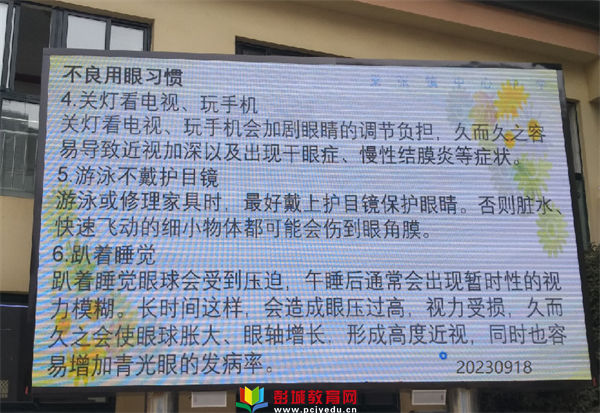 不良用眼习惯
4.关灯看电视、玩手机
关灯看电视、玩手机会加剧眼睛的调节负担，久而久之容
易导致近视加深以及出现干眼症、慢性结膜炎等症状。
5.游泳不戴护目镜
游泳或修理家具时，最好戴上护目镜保护眼睛。否则脏水、
快速飞动的细小物体都可能会伤到眼角膜。
6.趴着睡觉
趴着睡觉眼球会受到压迫，午睡后通常会出现暂时性的视
力模糊。长时间这样，会造成眼压过高，视力受损，久而
久之会使眼球胀大、眼轴增长，形成高度近视，同时也容
易增加青光眼的发病率。
20230918
彭城教育网
www.pcjyedu.cn